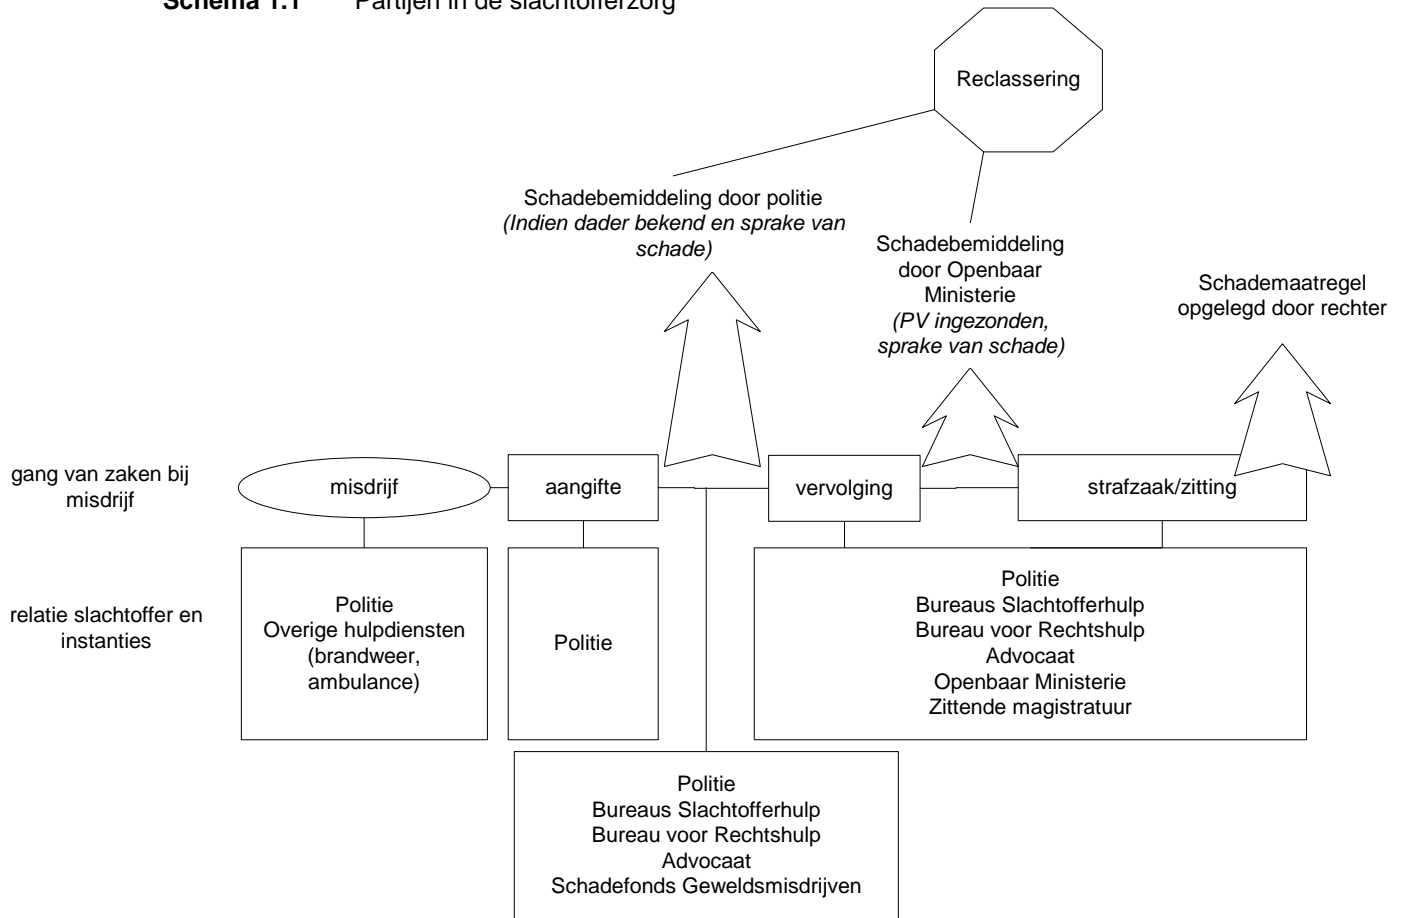 Schema 1.1 Partijen in de slachtofferzorg
Reclassering
Schadebemiddeling door politie
(Indien dader bekend en sprake van
schade)
Schadebemiddeling
door Openbaar
Ministerie
(PV ingezonden,
sprake van schade)
Schademaatregel
opgelegd door rechter
gang van zaken bij
misdrijf
misdrijf
aangifte
vervolging
strafzaak/zitting
relatie slachtoffer en
instanties
Politie
Overige hulpdiensten
(brandweer,
ambulance)
Politie
Politie
Bureaus Slachtofferhulp
Bureau voor Rechtshulp
Advocaat
Openbaar Ministerie
Zittende magistratuur
Politie
Bureaus Slachtofferhulp
Bureau voor Rechtshulp
Advocaat
Schadefonds Geweldsmisdrijven